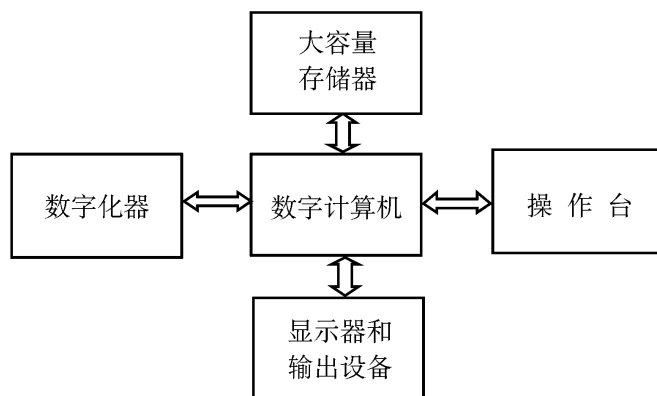 大容量
存储器
数字化器
数字计算机
操 作 台
显示器和
输出设备